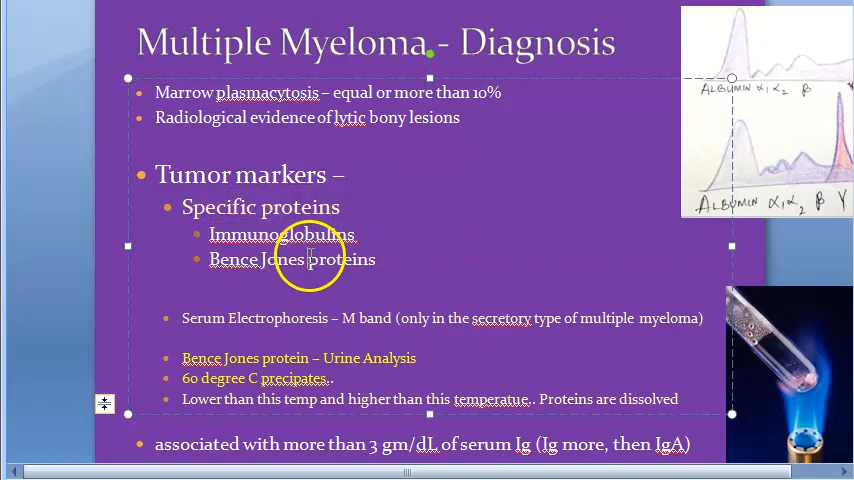 Multiple Myeloma - Diagnosis
Marrow plasmacytosis – equal or more than 10%
Radiological evidence of lytic bony lesions
Tumor markers –
Specific proteins
Immunoglobulins
Bence Jones proteins
Serum Electrophoresis – M band (only in the secretory type of multiple myeloma)
Bence Jones protein – Urine Analysis
60 degree C precipates..
Lower than this temp and higher than this temperatue.. Proteins are dissolved
associated with more than 3 gm/dL of serum Ig (Ig more, then IgA)
ALBUMIN α1 α2 β
ALBUMIN α1 α2 β γ